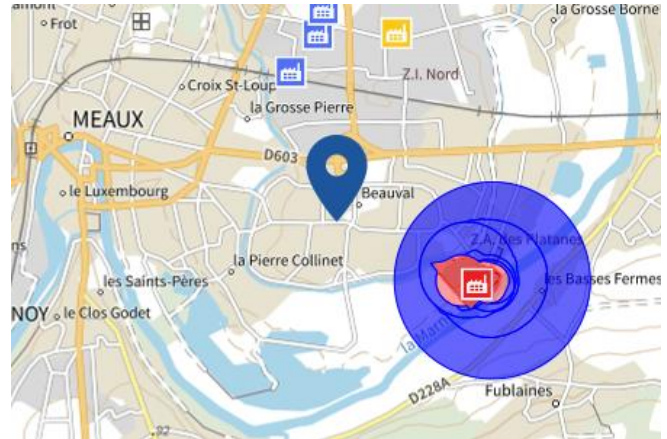 la Grosse Borne
Frot
Z.I. Nord
Croix St-Loup
la Grosse Pierre
MEAUX
D603
le Luxembourg
Beauval
Z.A. des Platanes
la Pierre Collinet
les Saints-Pères
les Basses Fermes
NOY
le Clos Godet
la Marne
D228A
Fublaines
92